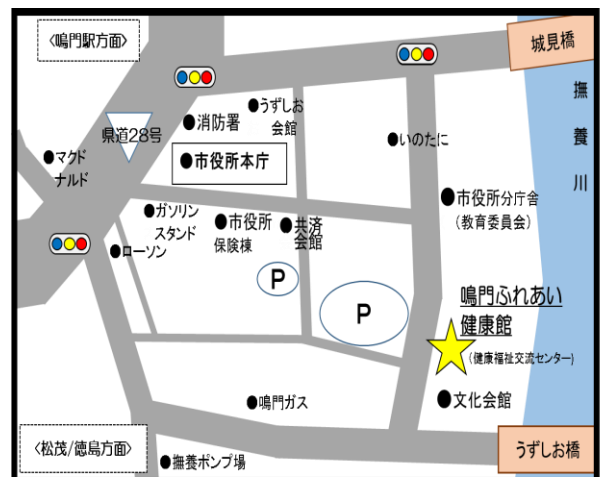 〈鳴門駅方面〉
城見橋
撫養川
県道28号
●うずしお
会館
●消防署
●いのたに
●マクド
ナルド
●市役所本庁
●市役所分庁舎
(教育委員会)
●ガソリン
スタンド
●市役所
保険棟
●共済
会館
●ローソン
P
P
鳴門ふれあい
健康館
(健康福祉交流センター)
●文化会館
●鳴門ガス
〈松茂/徳島方面〉
うずしお橋
●撫養ポンプ場